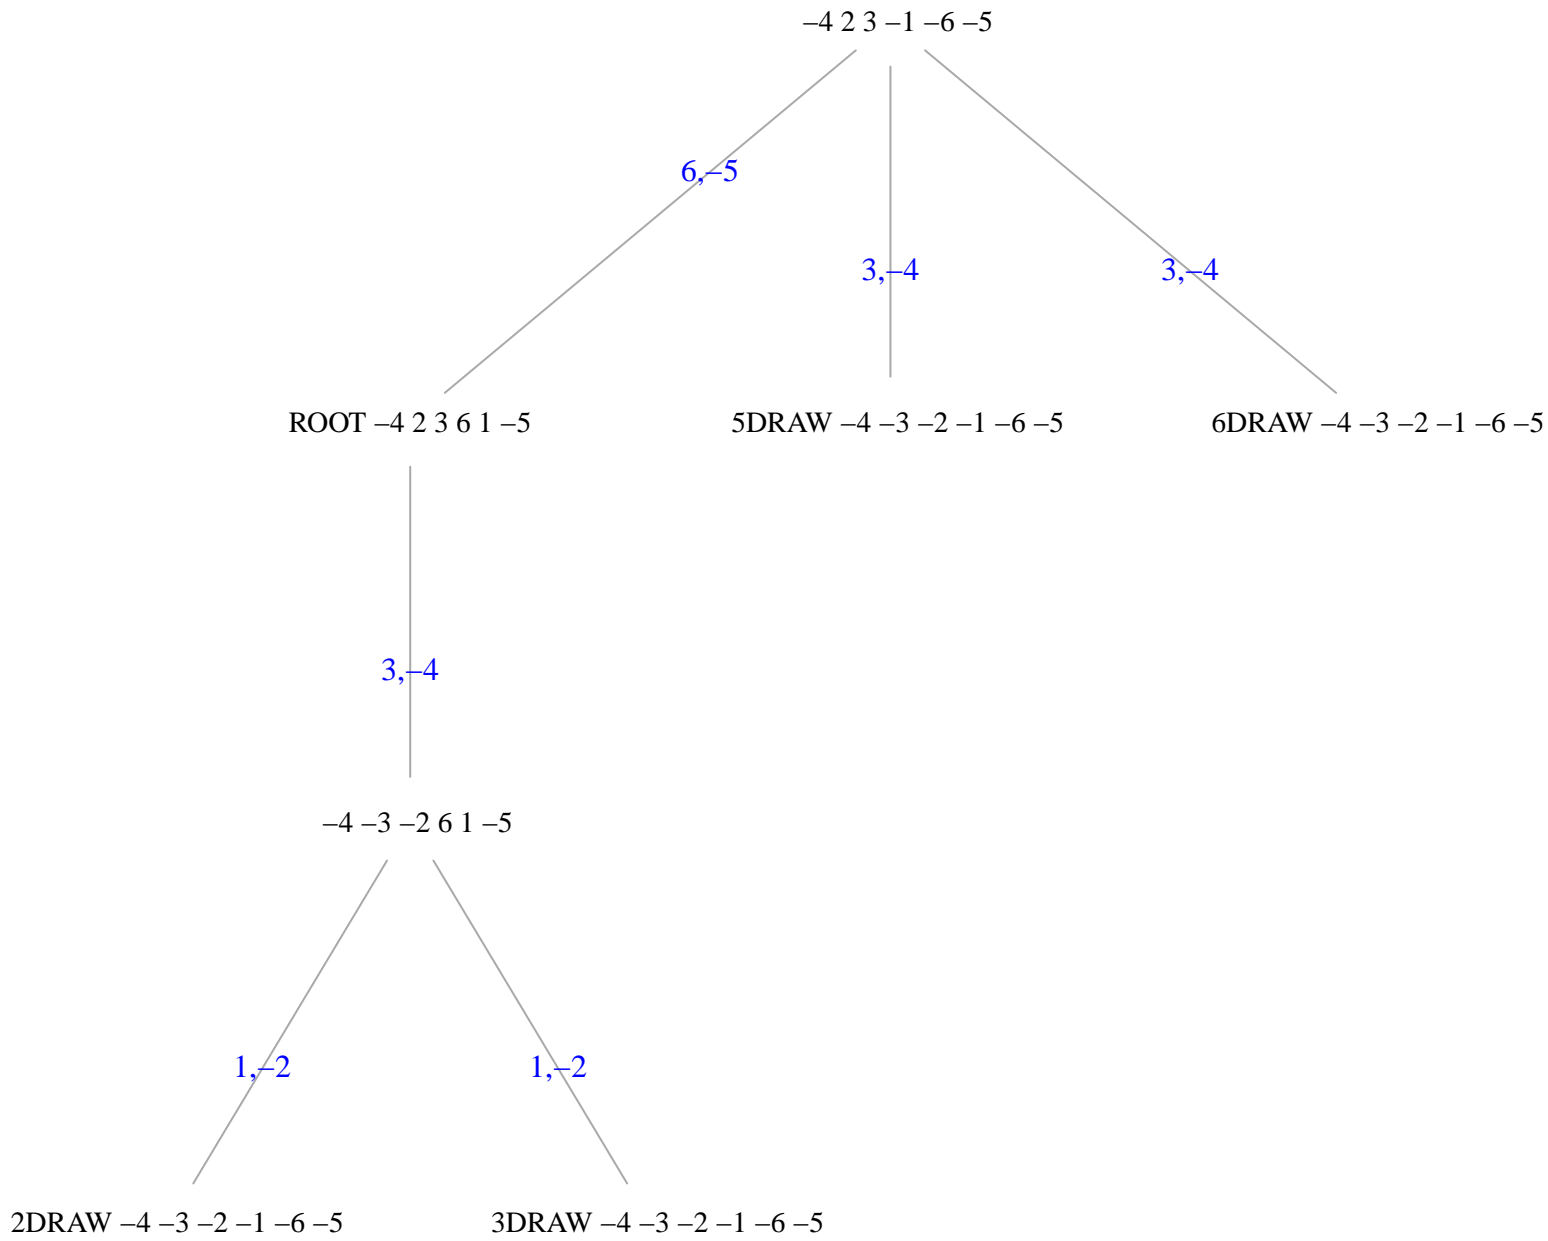 –4 2 3 –1 –6 –5
6,–5
3,–4
3,–4
ROOT –4 2 3 6 1 –5
5DRAW –4 –3 –2 –1 –6 –5
6DRAW –4 –3 –2 –1 –6 –5
3,–4
–4 –3 –2 6 1 –5
1,–2
1,–2
2DRAW –4 –3 –2 –1 –6 –5
3DRAW –4 –3 –2 –1 –6 –5